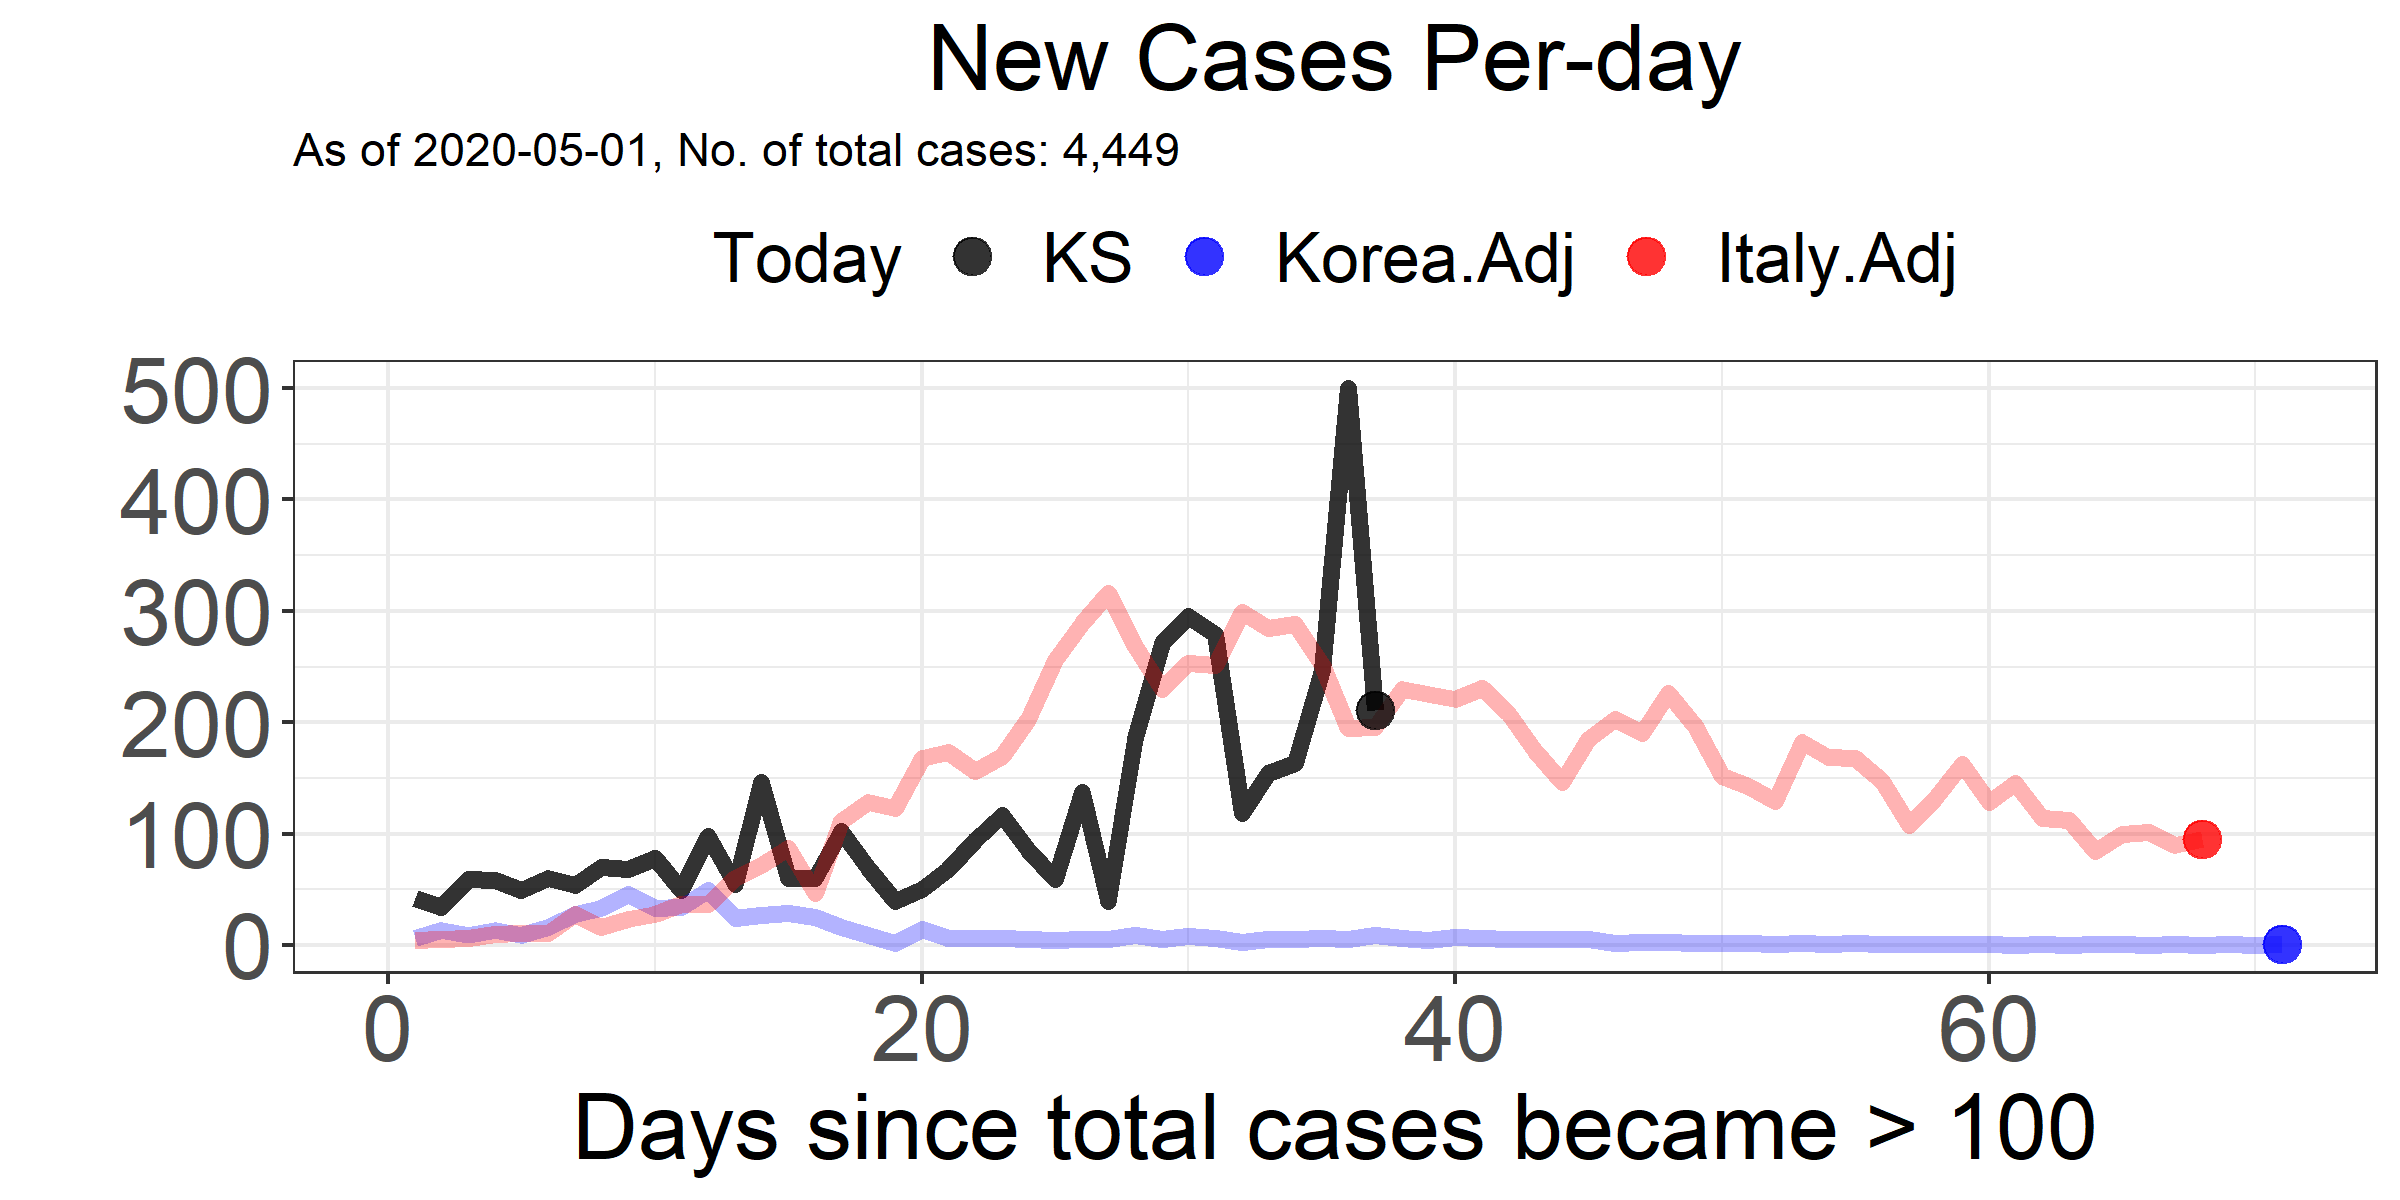 New Cases Per-day
As of 2020-05-01, No. of total cases: 4,449
Today KS Korea.Adj Italy.Adj
500
400
300
200
100
0
0 20 40 60
Days since total cases became > 100